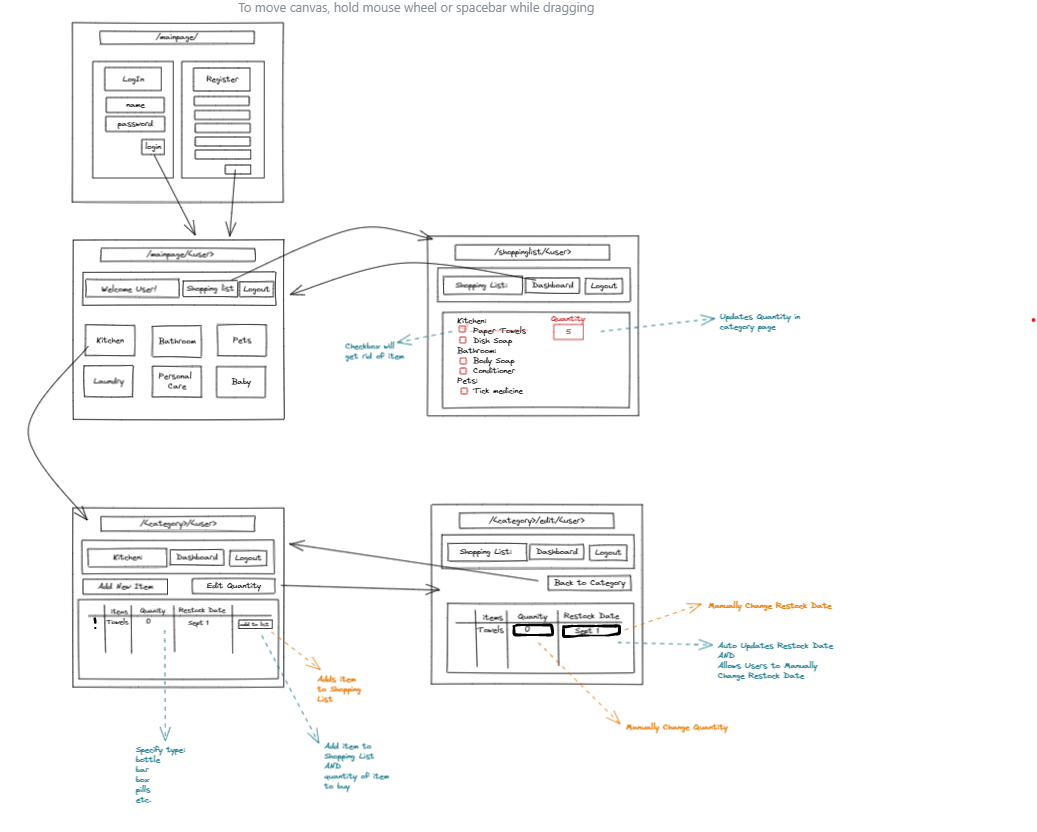 To move canvas, hold mouse wheel or spacebar while dragging
/mainpage/
LogIn
Register
name
password
login
/mainpage/<user>
Welcome User!
Shopping list
Logout
Kitchen
Bathroom
Pets
Laundry
Personal
Care
Baby
/shoppinglist/<user>
Shopping List:
Dashboard
Logout
Kitchen:
Quantity
Paper Towels
5
Dish Soap
Bathroom:
Body Soap
Conditioner
Pets:
Tick medicine
Checkbox will
get rid of item
Updates Quantity in
category page
/<category>/<user>
Kitchen:
Dashboard
Logout
Add New Item
Edit Quantity
Items
Quantity
Restock Date
!
Towels
0
Sept 1
add to list
Adds item
to Shopping
List
Specify type:
bottle
bar
box
pills
etc.
Add item to
Shopping List
AND
quantity of item
to buy
/<category>/edit/<user>
Shopping List:
Dashboard
Logout
Back to Category
Items
Quanity
Restock Date
Towels
0
Sept 1
Manually Change Restock Date
Auto Updates Restock Date
AND
Allows Users to Manually
Change Restock Date
Manually Change Quantity